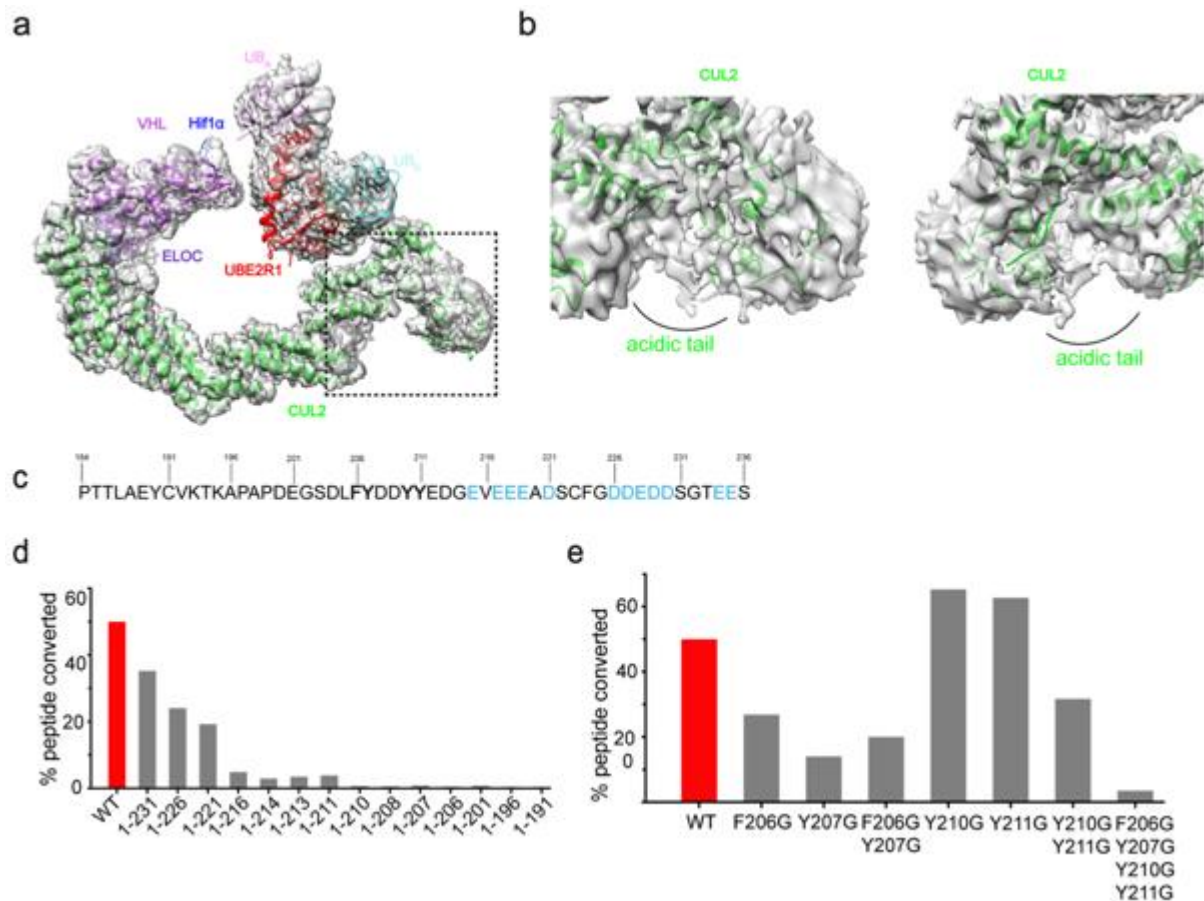 a
b
UB
CUL2
CUL2
VHL
Hif1α
UB
ELOC
UBE2R1
CUL2
acidic tail
acidic tail
c
191 196 201 206 211 221 226 231 236
PTTLAEYCVKTKAPAPDEGSDLFYDDYYEDGEVEEEADSCFGDDEDDSGTEES
d
e
% peptide converted
60
40
20
0
WT 1-231 1-226 1-221 1-216 1-214 1-213 1-211 1-210 1-208 1-207 1-206 1-201 1-196 1-191
% peptide converted
60
40
20
0
WT F206G Y207G F206G Y210G Y211G Y210G F206G
Y207G Y211G Y207G
Y210G
Y211G